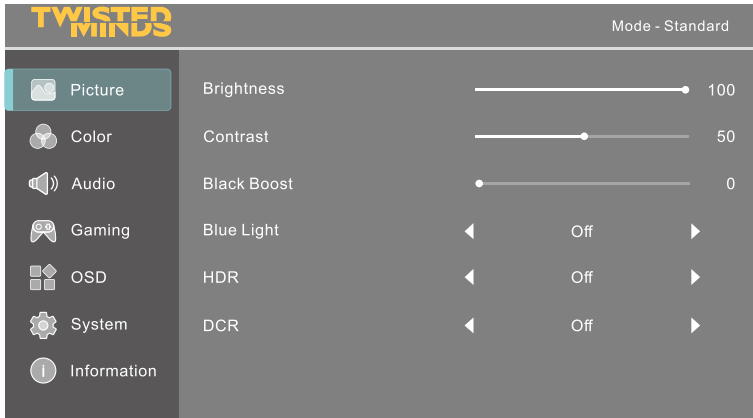 TWISTED
MINDS
Mode - Standard
Picture
Color
Audio
Gaming
OSD
System
Information
Brightness 100
Contrast 50
Black Boost 0
Blue Light Off
HDR Off
DCR Off